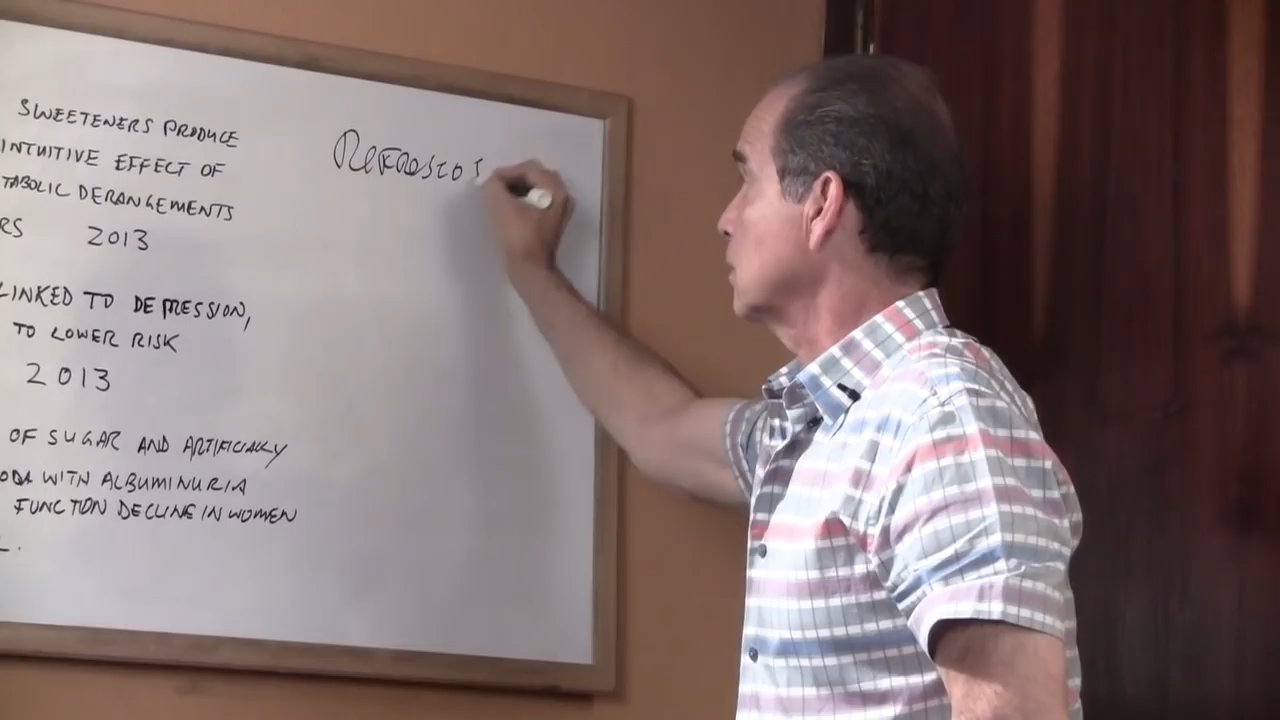 SWEETENERS PRODUCE
INTUITIVE EFFECT OF
TABOLIC DERANGEMENTS
RS 2013
LINKED TO DEPRESSION,
TO LOWER RISK
2013
OF SUGAR AND ARTIFICIALLY
ODA WITH ALBUMINURIA
FUNCTION DECLINE IN WOMEN
L.
Refrescos